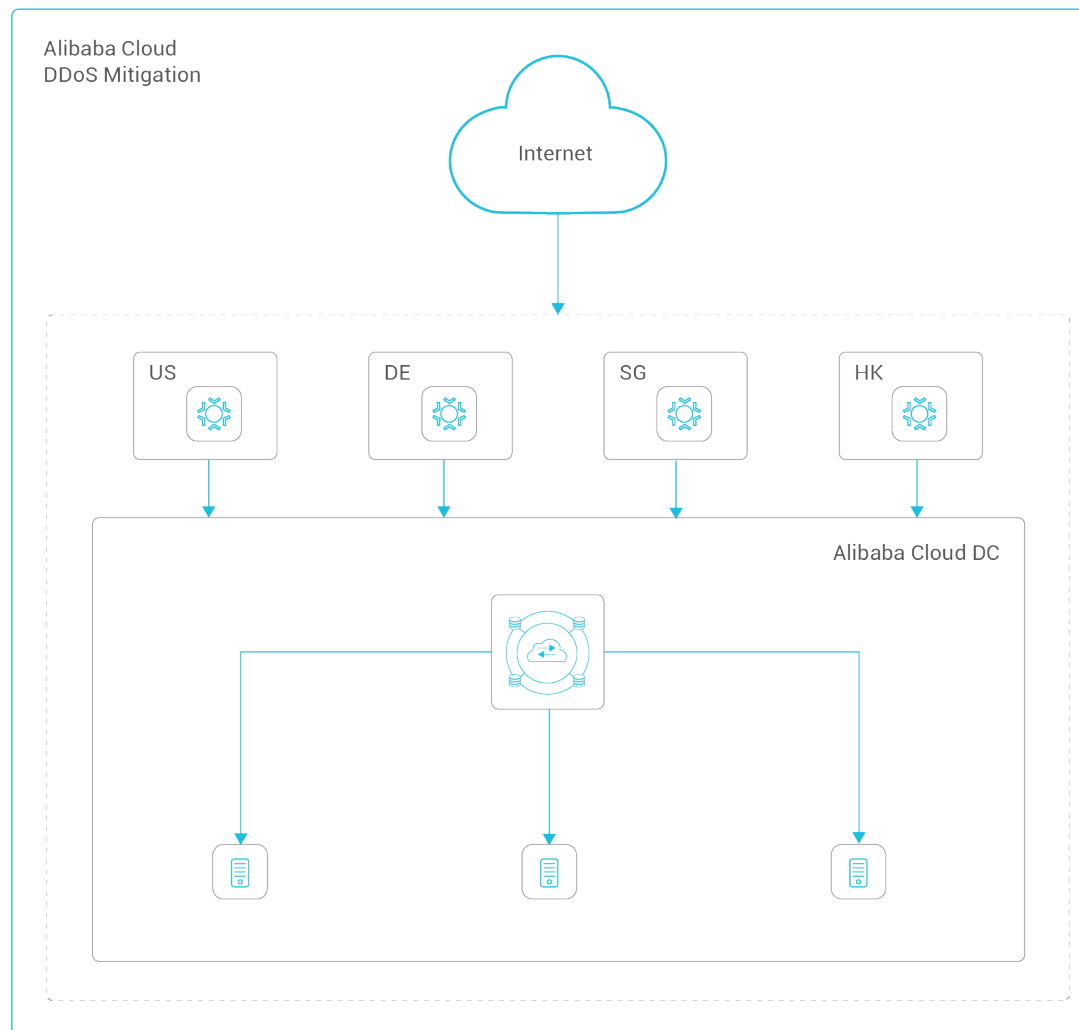 Alibaba Cloud
DDoS Mitigation
Internet
US
DE
SG
HK
Alibaba Cloud DC